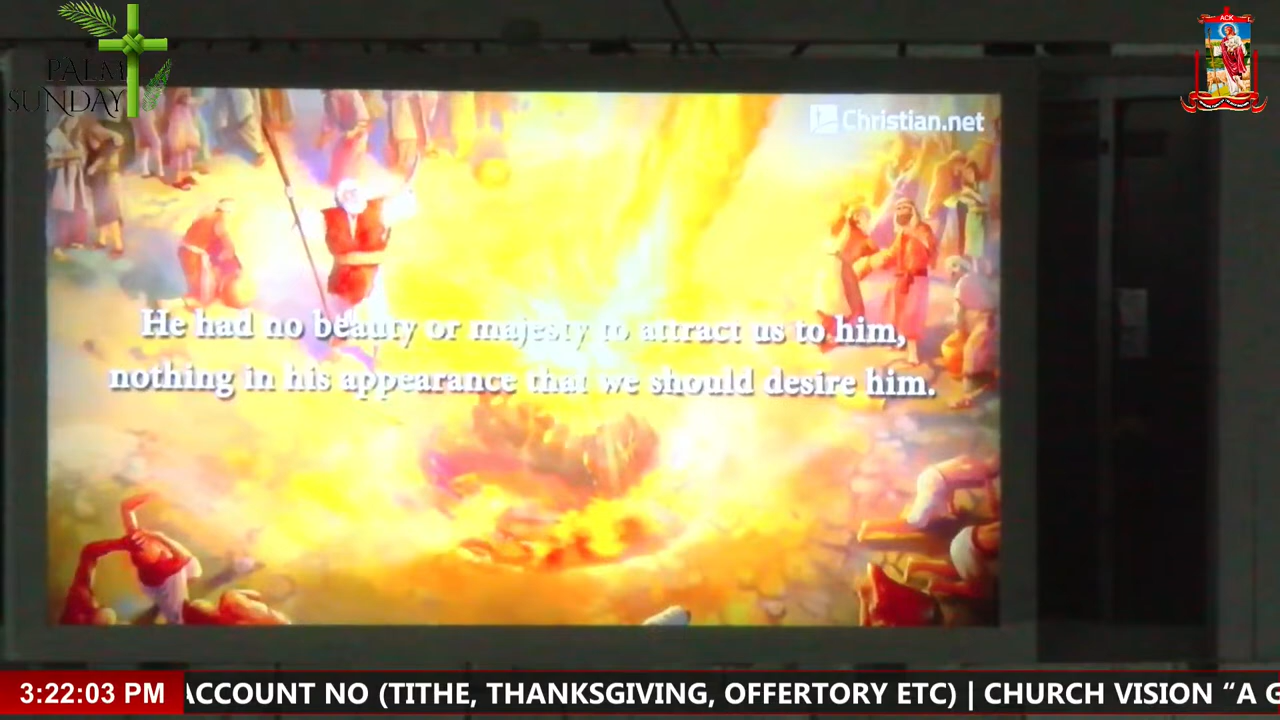 PALM
SUNDAY
ACK
Christian.net
He had no beauty or majesty to attract us to him,
nothing in his appearance that we should desire him.
3:22:03 PM
ACCOUNT NO (TITHE, THANKSGIVING, OFFERTORY ETC) | CHURCH VISION “A G